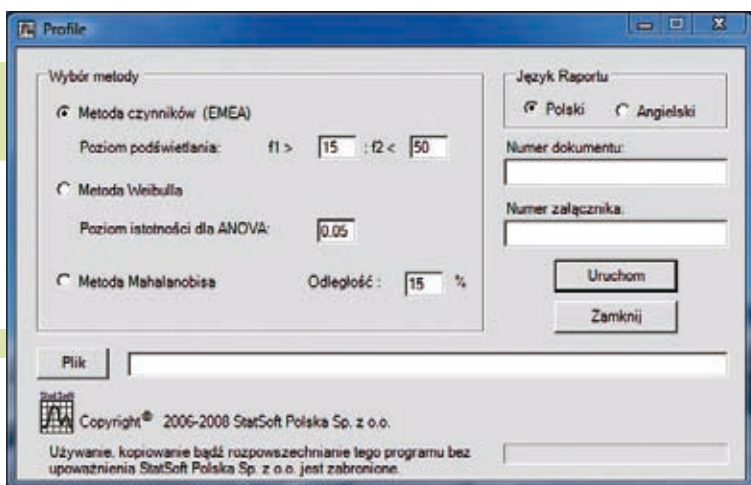 Profile
Wybór metody
Metoda czynników (EMEA)
Poziom podświetlania: f1 > 15 ; f2 < 50
Metoda Weibulla
Poziom istotności dla ANOVA: 0.05
Metoda Mahalanobisa Odległość : 15 %
Język Raportu
Polski Angielski
Numer dokumentu:
Numer załącznika:
Uruchom
Zamknij
Plik
StatSoft
Copyright® 2006-2008 StatSoft Polska Sp. z o.o.
Używanie, kopiowanie bądź rozpowszechnianie tego programu bez
upoważnienia StatSoft Polska Sp. z o.o. jest zabronione.